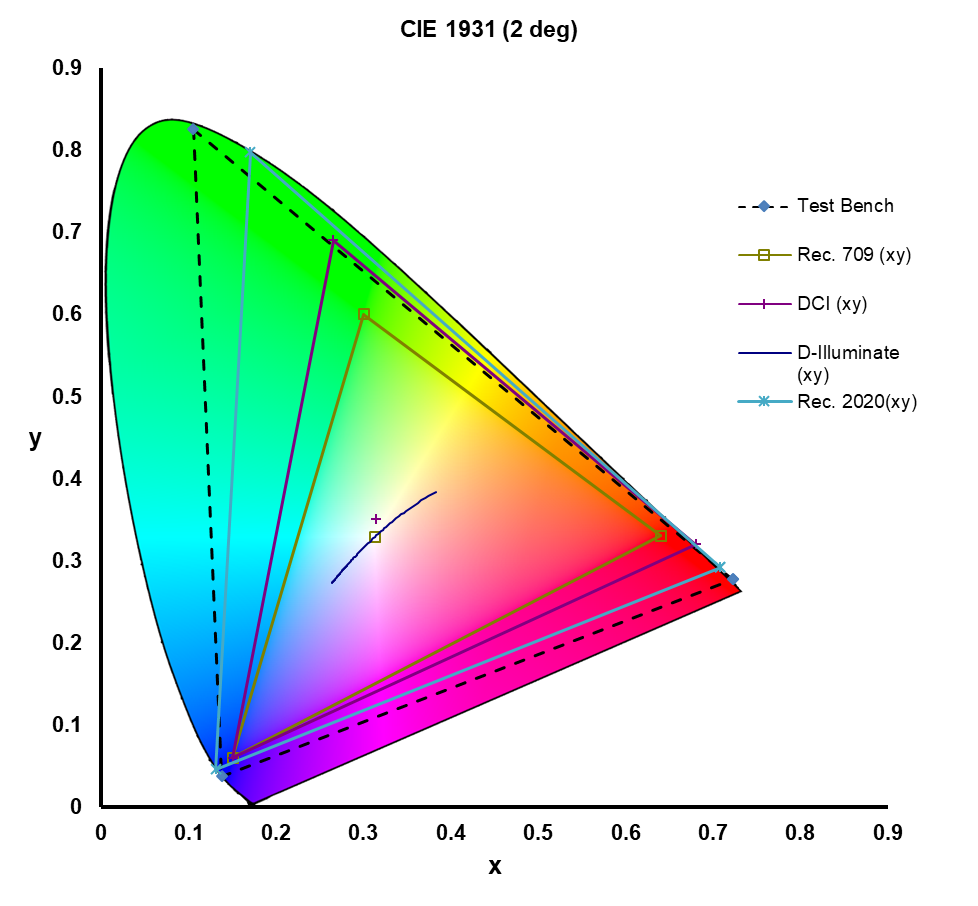 CIE 1931 (2 deg)
0.9
0.8
0.7
0.6
0.5
0.4
0.3
0.2
0.1
0
y
Test Bench
Rec. 709 (xy)
DCI (xy)
D-Illuminate
(xy)
Rec. 2020(xy)
0 0.1 0.2 0.3 0.4 0.5 0.6 0.7 0.8 0.9
x